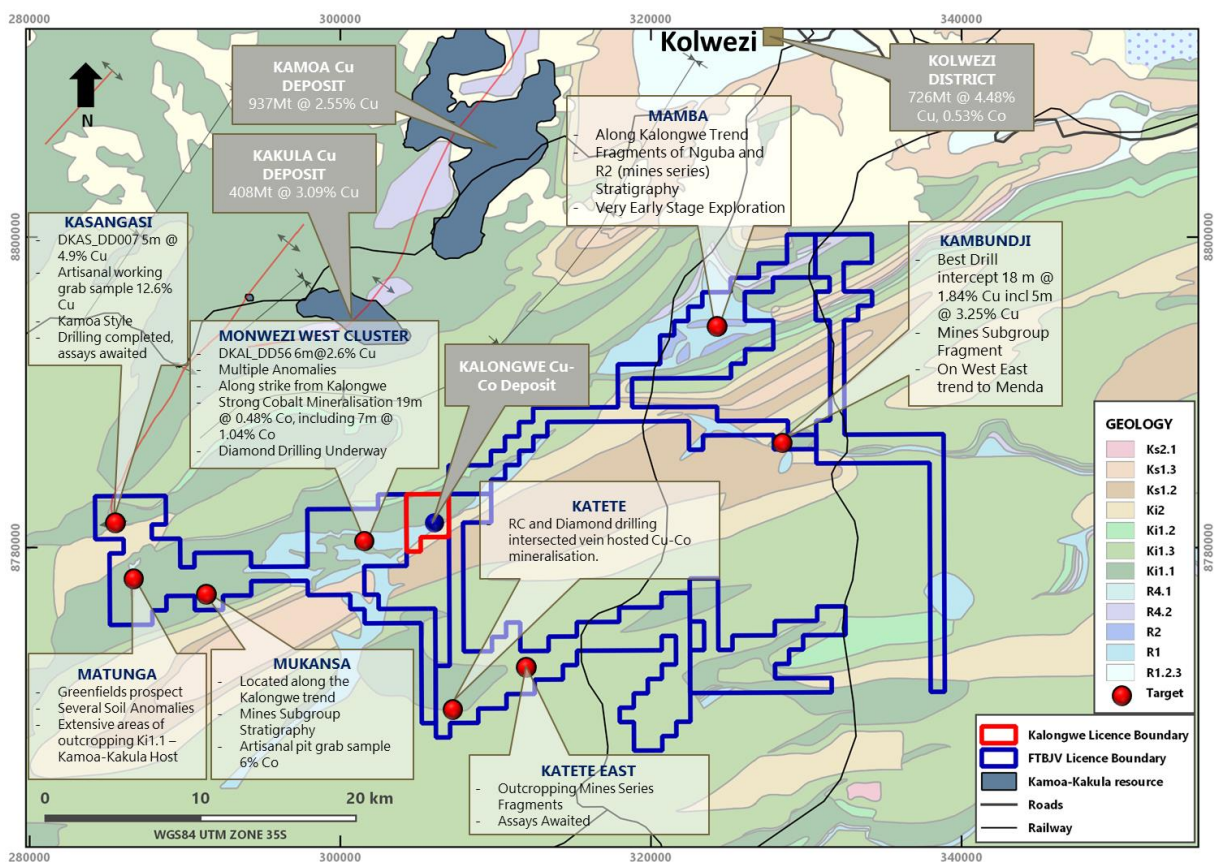 280000
300000
320000
340000
Kolwezi
N
KAMOA Cu
DEPOSIT
937Mt @ 2.55% Cu
KOLWEZI
DISTRICT
726Mt @ 4.48%
Cu, 0.53% Co
MAMBA
- Along Kalongwe Trend
- Fragments of Nguba and
R2 (mines series)
Stratigraphy
- Very Early Stage Exploration
KAKULA Cu
DEPOSIT
408Mt @ 3.09% Cu
8800000
8800000
KASANGASI
- DKAS_DD007 5m @
4.9% Cu
- Artisanal working
grab sample 12.6%
Cu
- Kamoa Style
- Drilling completed,
assays awaited
KAMBUNDJI
- Best Drill
intercept 18 m @
1.84% Cu incl 5m
@ 3.25% Cu
- Mines Subgroup
Fragment
- On West East
trend to Menda
MONWEZI WEST CLUSTER
- DKAL_DD56 6m@2.6% Cu
- Multiple Anomalies
- Along strike from Kalongwe
- Strong Cobalt Mineralisation 19m
@ 0.48% Co, including 7m @
1.04% Co
- Diamond Drilling Underway
KALONGWE Cu-
Co Deposit
KATETE
RC and Diamond drilling
intersected vein hosted Cu-Co
mineralisation.
8780000
8780000
GEOLOGY
Ks2.1
Ks1.3
Ks1.2
Ki2
Ki1.2
Ki1.3
Ki1.1
R4.1
R4.2
R2
R1
R1.2.3
Target
MATUNGA
- Greenfields prospect
- Several Soil Anomalies
- Extensive areas of
outcropping Ki1.1 –
Kamoa-Kakula Host
MUKANSA
- Located along the
Kalongwe trend
- Mines Subgroup
Stratigraphy
- Artisanal pit grab sample
6% Co
KATETE EAST
- Outcropping Mines Series
Fragments
- Assays Awaited
Kalongwe Licence Boundary
FTBJV Licence Boundary
Kamoa-Kakula resource
Roads
Railway
0
10
20 km
WGS84 UTM ZONE 35S
280000
300000
320000
340000